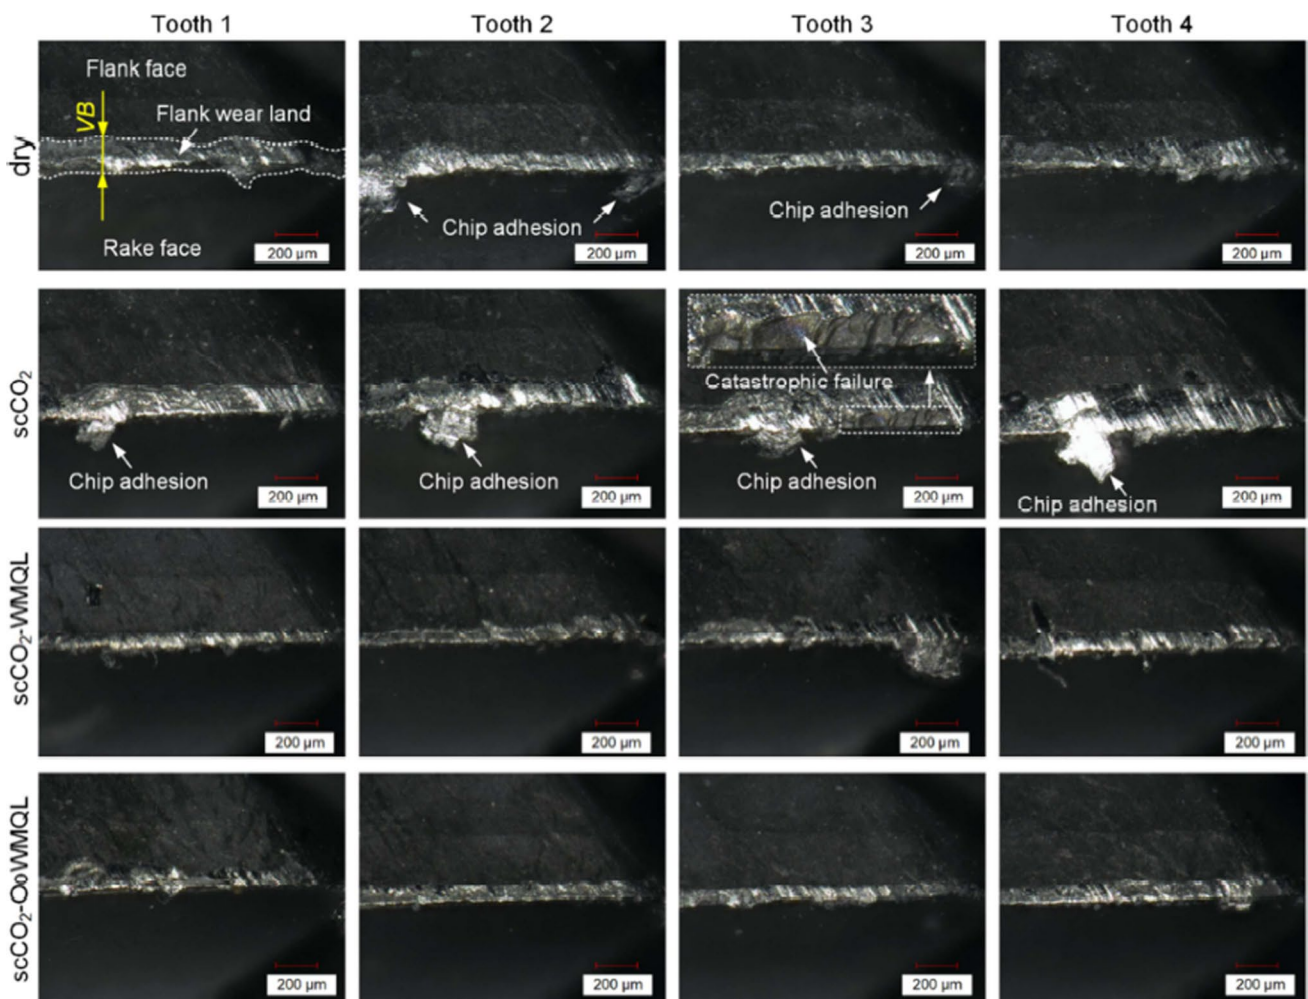 Tooth 1
Tooth 2
Tooth 3
Tooth 4
dry
Flank face
VB
Flank wear land
Rake face
200 µm
Chip adhesion
200 µm
Chip adhesion
200 µm
200 µm
scCO₂
Chip adhesion
200 µm
Chip adhesion
200 µm
Catastrophic failure
Chip adhesion
200 µm
Chip adhesion
200 µm
scCO₂-WMQL
200 µm
200 µm
200 µm
200 µm
scCO₂-OoWMQL
200 µm
200 µm
200 µm
200 µm